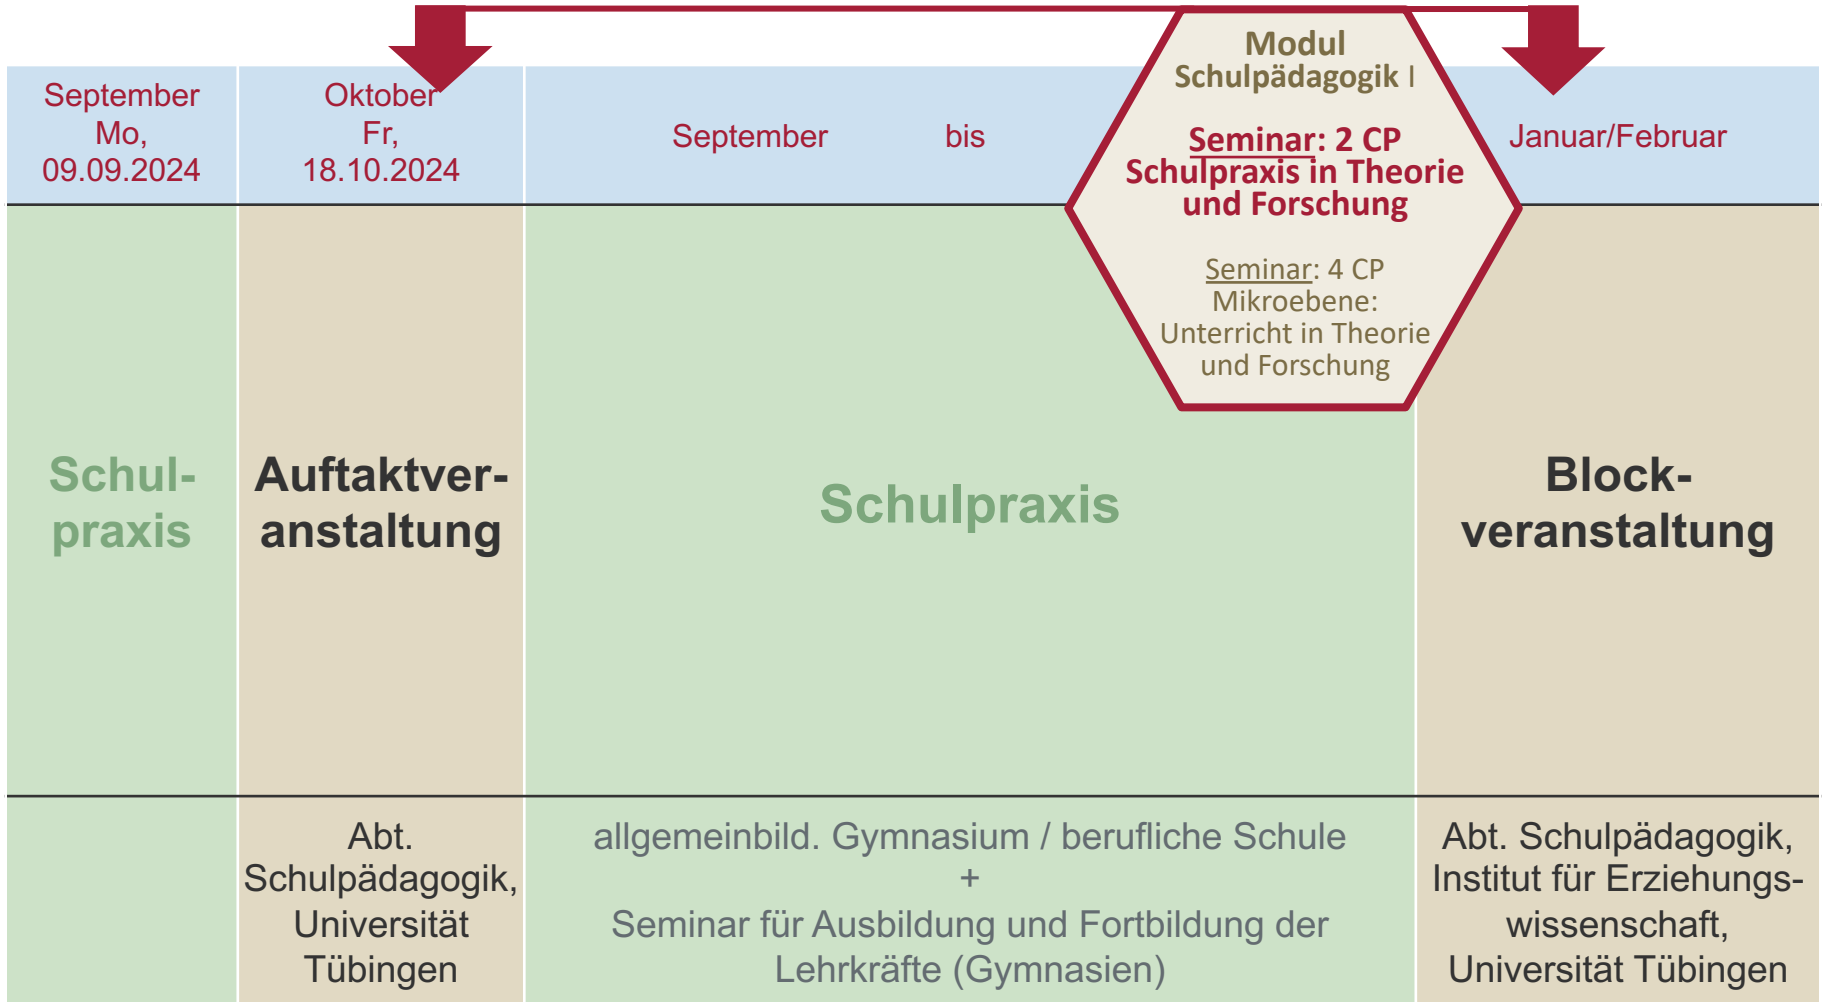 Modul
Schulpädagogik I
Seminar: 2 CP
Schulpraxis in Theorie
und Forschung
Seminar: 4 CP
Mikroebene:
Unterricht in Theorie
und Forschung
September
Mo,
09.09.2024
Oktober
Fr,
18.10.2024
September bis
Januar/Februar
Schul-
praxis
Auftaktver-
anstaltung
Schulpraxis
Block-
veranstaltung
Abt.
Schulpädagogik,
Universität
Tübingen
allgemeinbild. Gymnasium / berufliche Schule
+
Seminar für Ausbildung und Fortbildung der
Lehrkräfte (Gymnasien)
Abt. Schulpädagogik,
Institut für Erziehungs-
wissenschaft,
Universität Tübingen